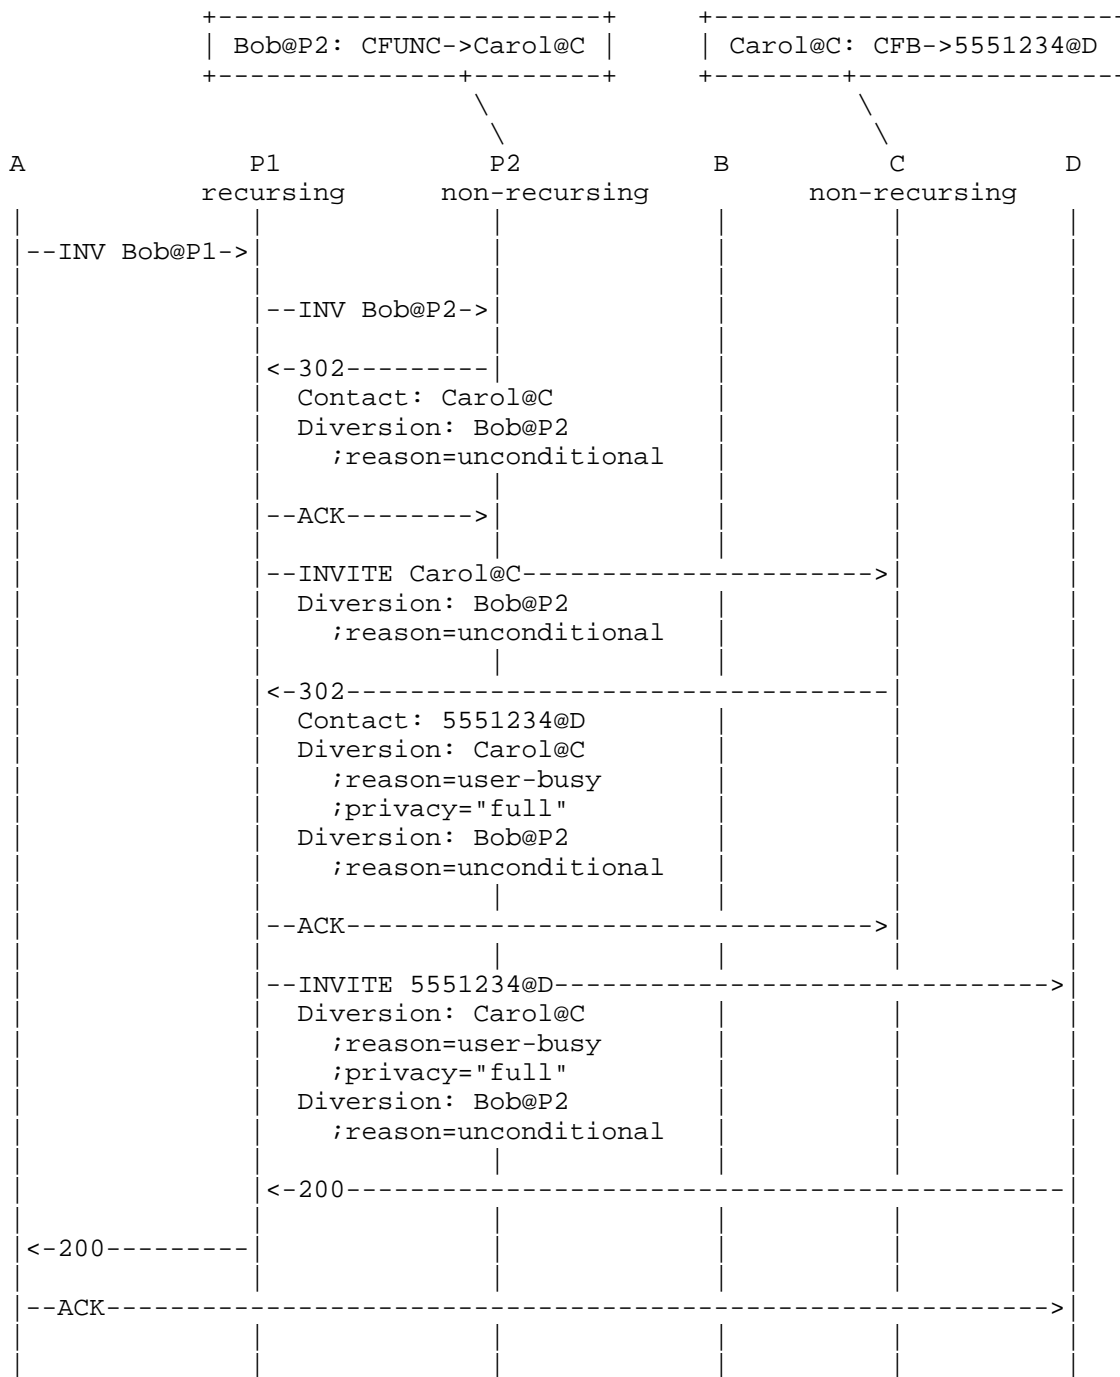 Bob@P2: CFUNC->Carol@C | Carol@C: CFB->5551234@D
A P1 P2 B C D
recursing non-recursing non-recursing
--INV Bob@P1->
--INV Bob@P2->
<-302---------
Contact: Carol@C
Diversion: Bob@P2
;reason=unconditional
--ACK-------->
--INVITE Carol@C---------------------->
Diversion: Bob@P2
;reason=unconditional
<-302----------------------------------
Contact: 5551234@D
Diversion: Carol@C
;reason=user-busy
;privacy="full"
Diversion: Bob@P2
;reason=unconditional
--ACK--------------------------------->
--INVITE 5551234@D------------------------------->
Diversion: Carol@C
;reason=user-busy
;privacy="full"
Diversion: Bob@P2
;reason=unconditional
<-200---------------------------------------------
<-200---------
--ACK----------------------------------------------------------->